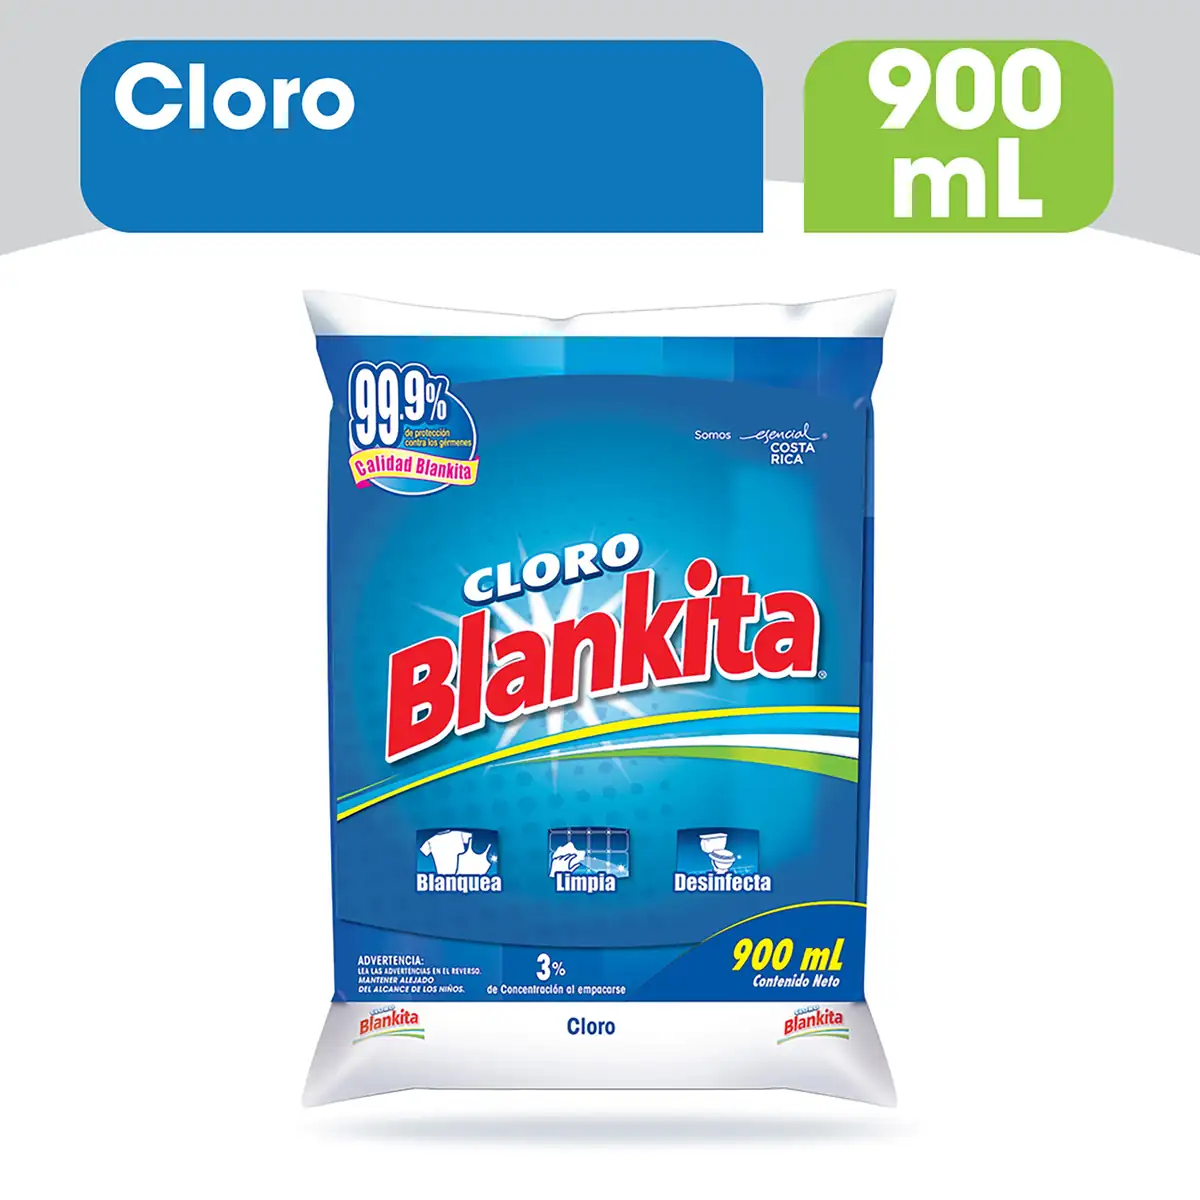 Cloro
900
mL
99.9%
de protección
contra los gérmenes
Calidad Blankita
Somos esencial
COSTA
RICA
CLORO
Blankita®
Blanquea
Limpia
Desinfecta
ADVERTENCIA:
LEA LAS ADVERTENCIAS EN EL REVERSO.
MANTENER ALEJADO
DEL ALCANCE DE LOS NIÑOS.
3%
de Concentración al empacarse
900 mL
Contenido Neto
CLORO
Blankita
Cloro
CLORO
Blankita